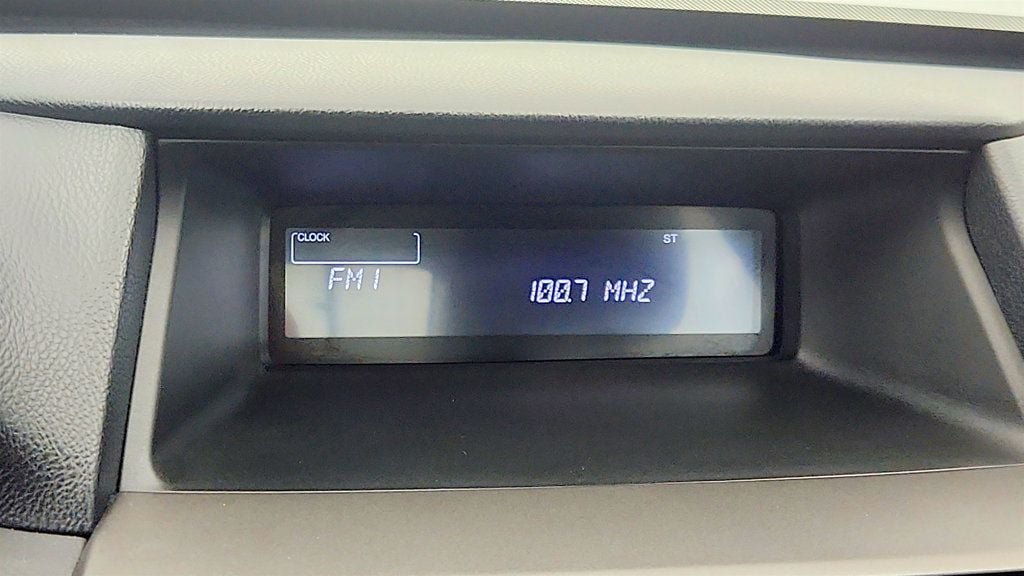 CLOCK ST
FM1 100.7 MHZ